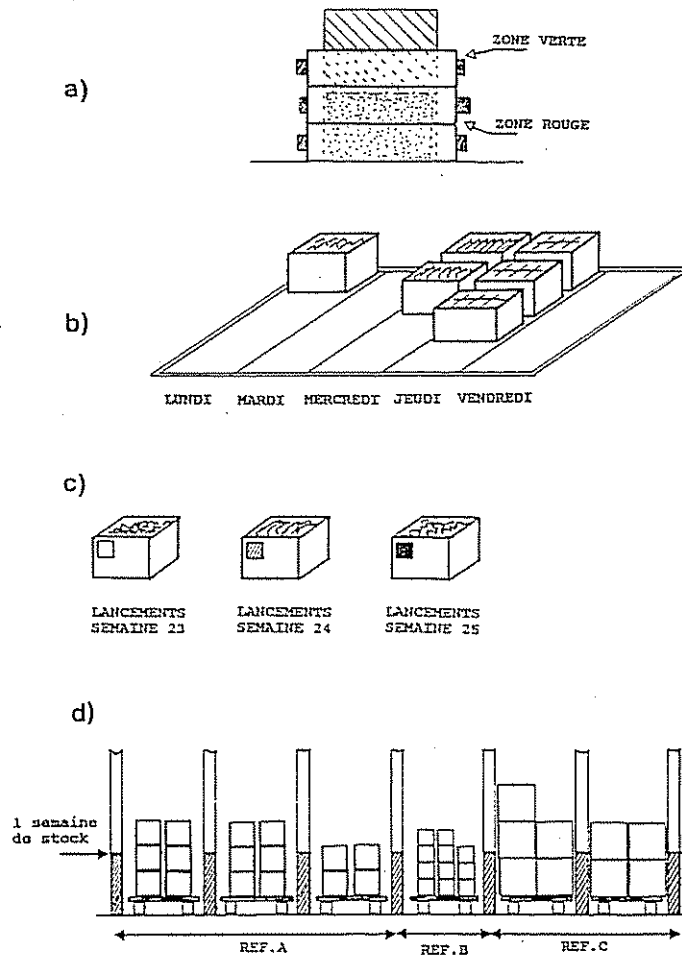 ZONE VERTE
a)
ZONE ROUGE
b)
LUNDI MARDI MERCREDI JEUDI VENDREDI
c)
LANCEMENTS LANCEMENTS LANCEMENTS
SEMAINE 23 SEMAINE 24 SEMAINE 25
d)
1 semaine
de stock
REF.A REF.B REF.C